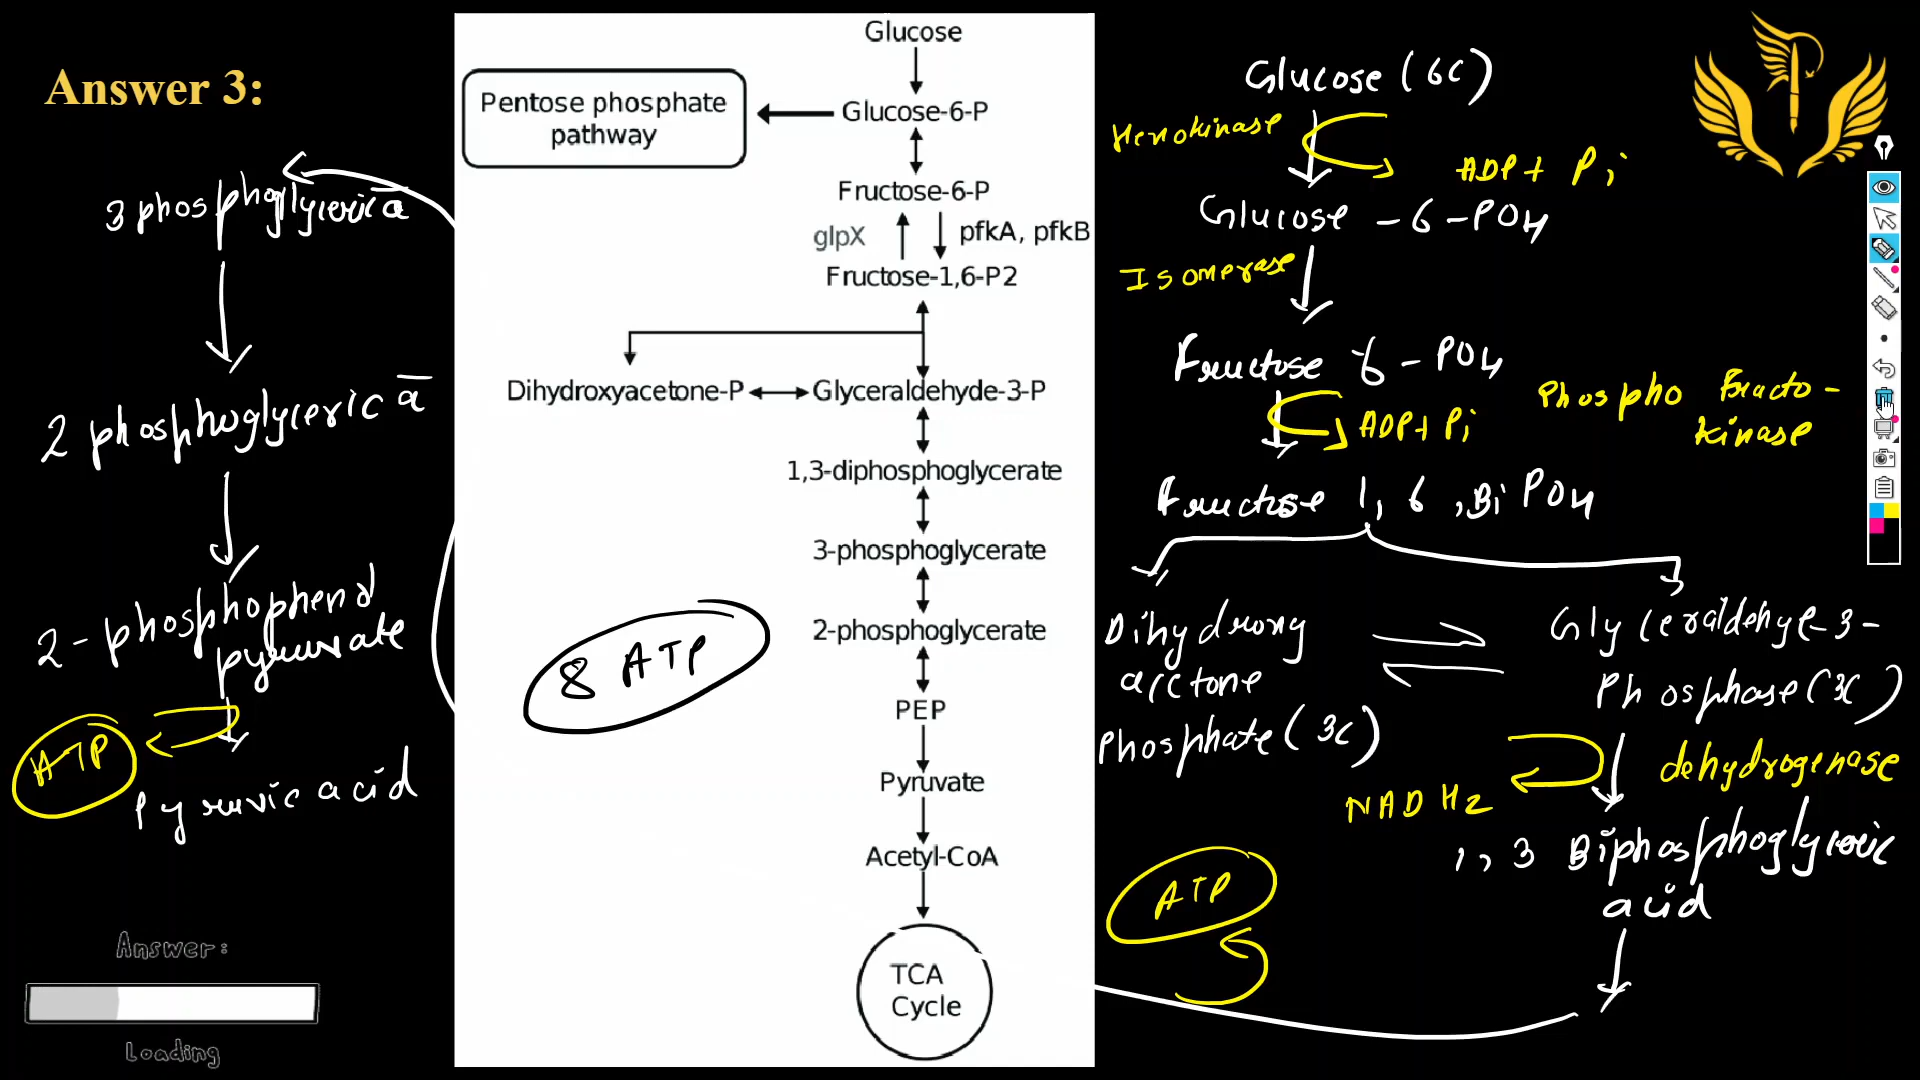 Answer 3:
3 phosphoglyceric a
2 phosphoglyceric a
2-phosphophenol
pyruvate
ATP
Pyruvic acid
Answer:
Loading
Glucose
Pentose phosphate
pathway
Glucose-6-P
Fructose-6-P
glpX
pfkA, pfkB
Fructose-1,6-P2
Dihydroxyacetone-P
Glyceraldehyde-3-P
1,3-diphosphoglycerate
3-phosphoglycerate
8 ATP
2-phosphoglycerate
PEP
Pyruvate
Acetyl-CoA
TCA
Cycle
Glucose (6C)
Hexokinase
ADP + Pi
Glucose - 6 - PO4
Isomerase
Fructose 6 - PO4
ADP+ Pi
Phospho Fructo -
kinase
Fructose 1, 6 ,Bi PO4
Dihydroxy
acetone
Phosphate (3C)
Glyceraldehye-3-
Phosphase (3C)
dehydrogenase
NADH2
1,3 Biphosphoglyceric
acid
ATP